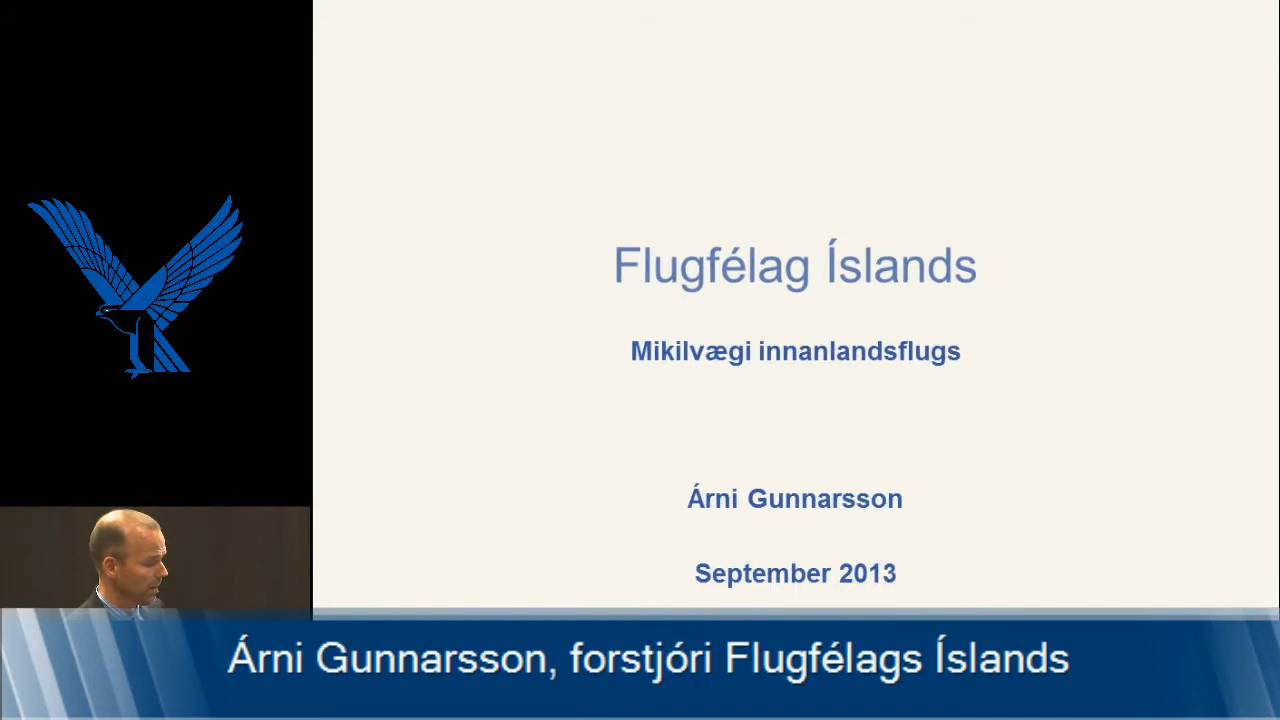 Flugfélag Íslands
Mikilvægi innanlandsflugs
Árni Gunnarsson
September 2013
Árni Gunnarsson, forstjóri Flugfélags Íslands